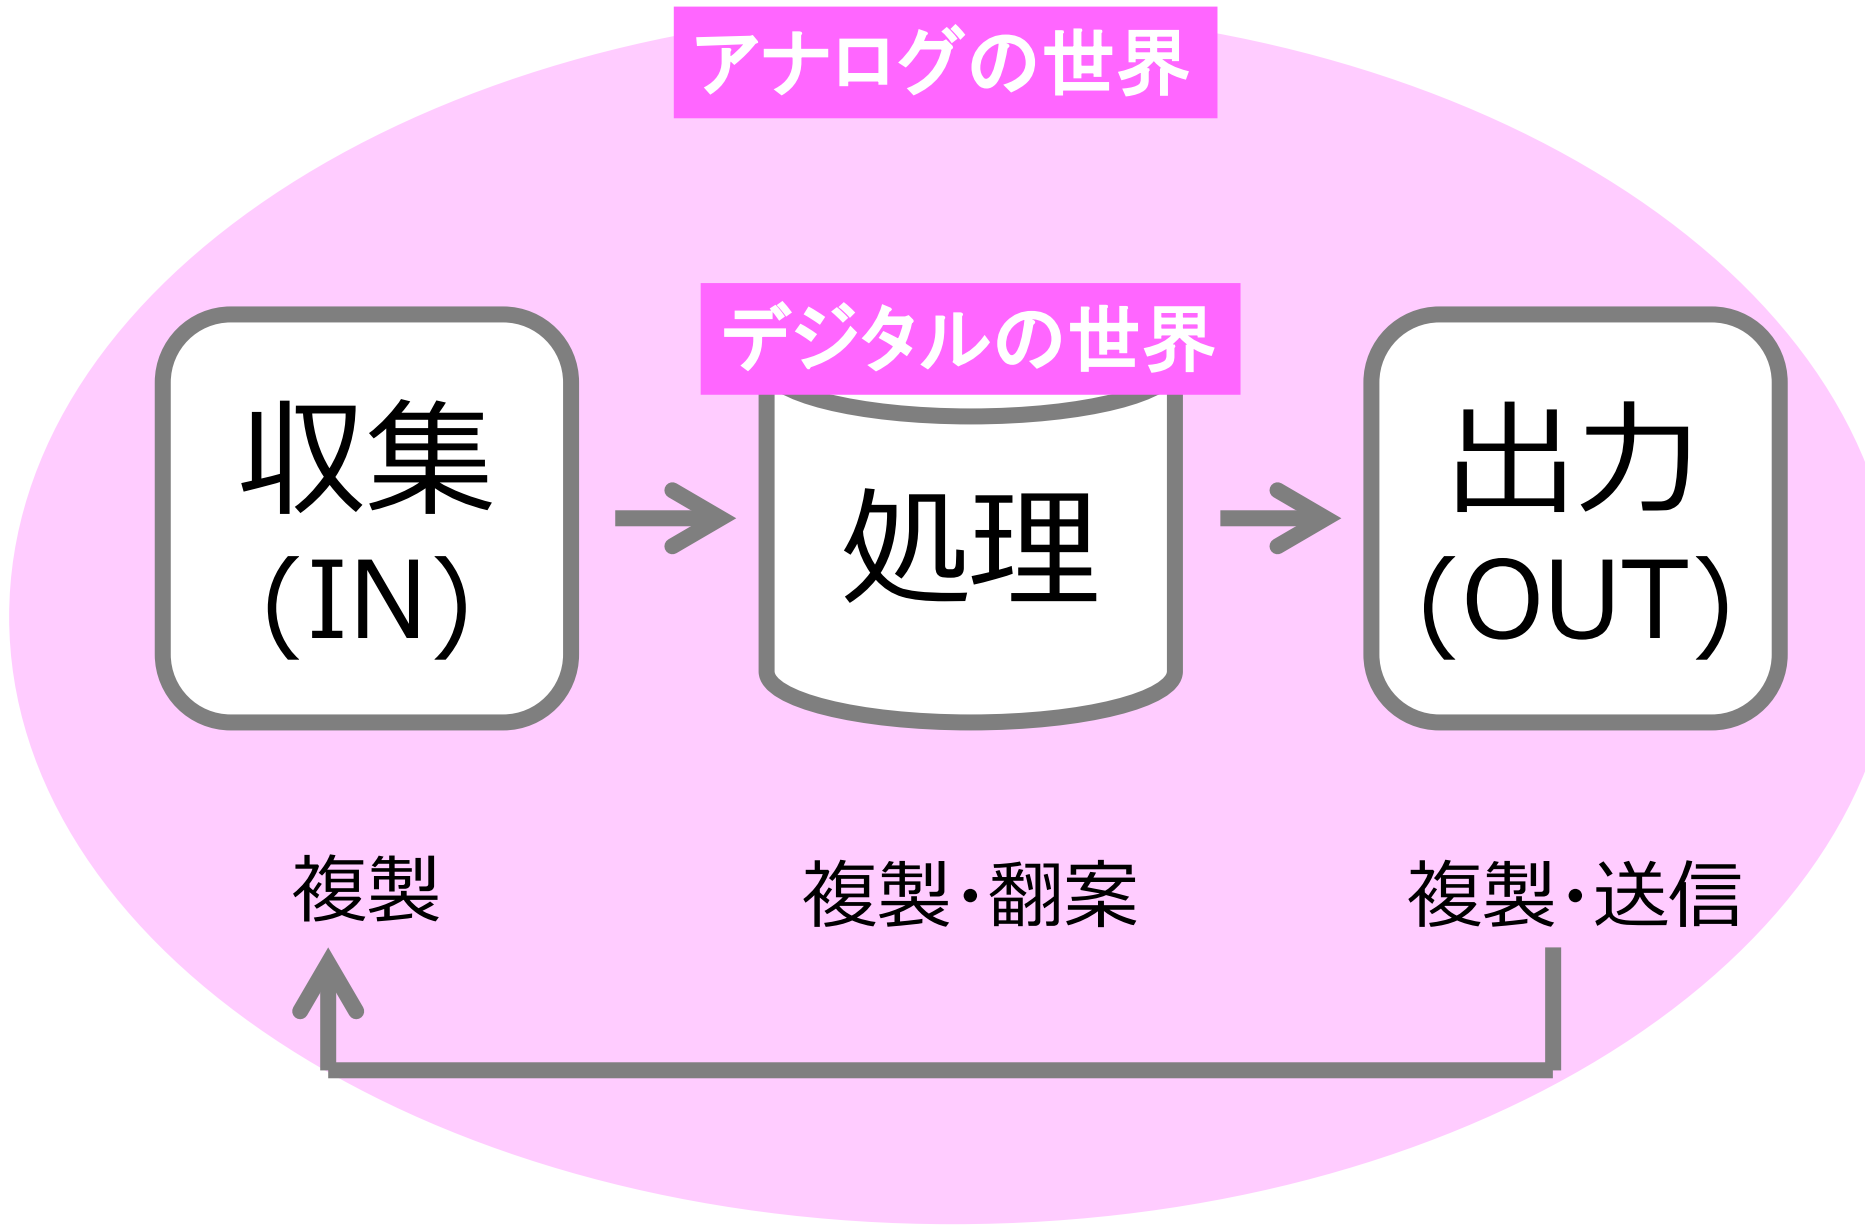 アナログの世界
デジタルの世界
収集
(IN)
処理
出力
(OUT)
複製
複製・翻案
複製・送信